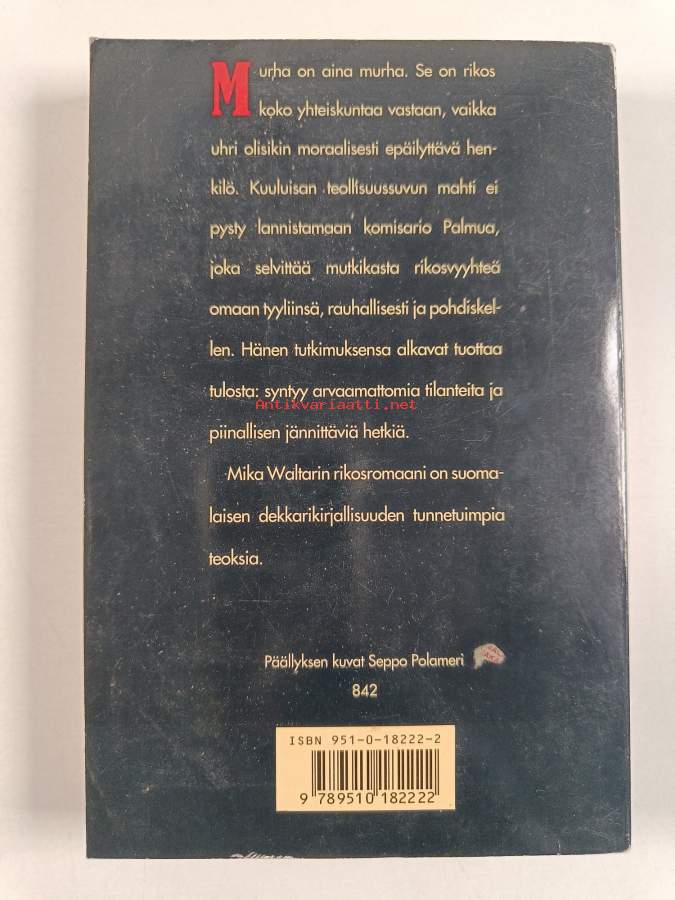 Murha on aina murha. Se on rikos
koko yhteiskuntaa vastaan, vaikka
uhri olisikin moraalisesti epäilyttävä hen-
kilö. Kuuluisan teollisuussuvun mahti ei
pysty lannistamaan komisario Palmua,
joka selvittää mutkikasta rikosvyyhteä
omaan tyyliinsä, rauhallisesti ja pohdiskel-
len. Hänen tutkimuksensa alkavat tuottaa
tulosta: syntyy arvaamattomia tilanteita ja
Antikvariaatti.net
piinallisen jännittäviä hetkiä.
Mika Waltarin rikosromaani on suoma-
laisen dekkarikirjallisuuden tunnetuimpia
teoksia.
Päällyksen kuvat Seppo Polameri
842
ISBN 951-0-18222-2
9 789510 182222